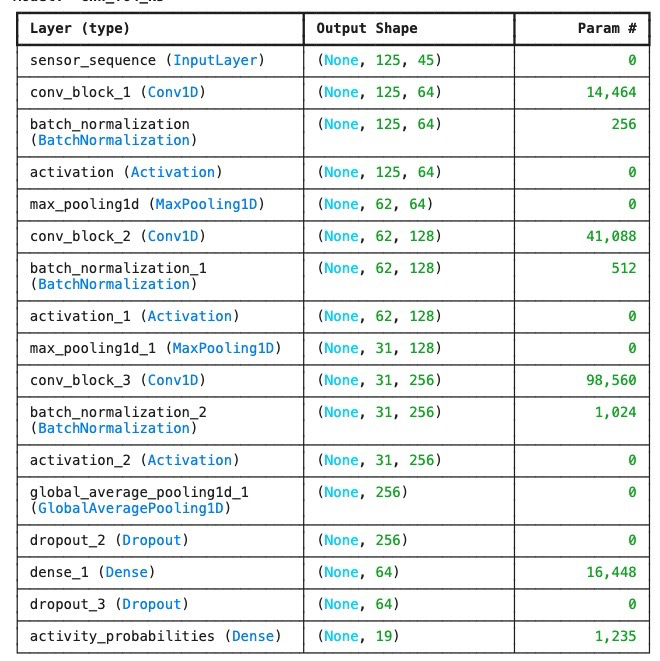 Layer (type) Output Shape Param #
sensor_sequence (InputLayer) (None, 125, 45) 0
conv_block_1 (Conv1D) (None, 125, 64) 14,464
batch_normalization (None, 125, 64) 256
(BatchNormalization)
activation (Activation) (None, 125, 64) 0
max_pooling1d (MaxPooling1D) (None, 62, 64) 0
conv_block_2 (Conv1D) (None, 62, 128) 41,088
batch_normalization_1 (None, 62, 128) 512
(BatchNormalization)
activation_1 (Activation) (None, 62, 128) 0
max_pooling1d_1 (MaxPooling1D) (None, 31, 128) 0
conv_block_3 (Conv1D) (None, 31, 256) 98,560
batch_normalization_2 (None, 31, 256) 1,024
(BatchNormalization)
activation_2 (Activation) (None, 31, 256) 0
global_average_pooling1d_1 (None, 256) 0
(GlobalAveragePooling1D)
dropout_2 (Dropout) (None, 256) 0
dense_1 (Dense) (None, 64) 16,448
dropout_3 (Dropout) (None, 64) 0
activity_probabilities (Dense) (None, 19) 1,235